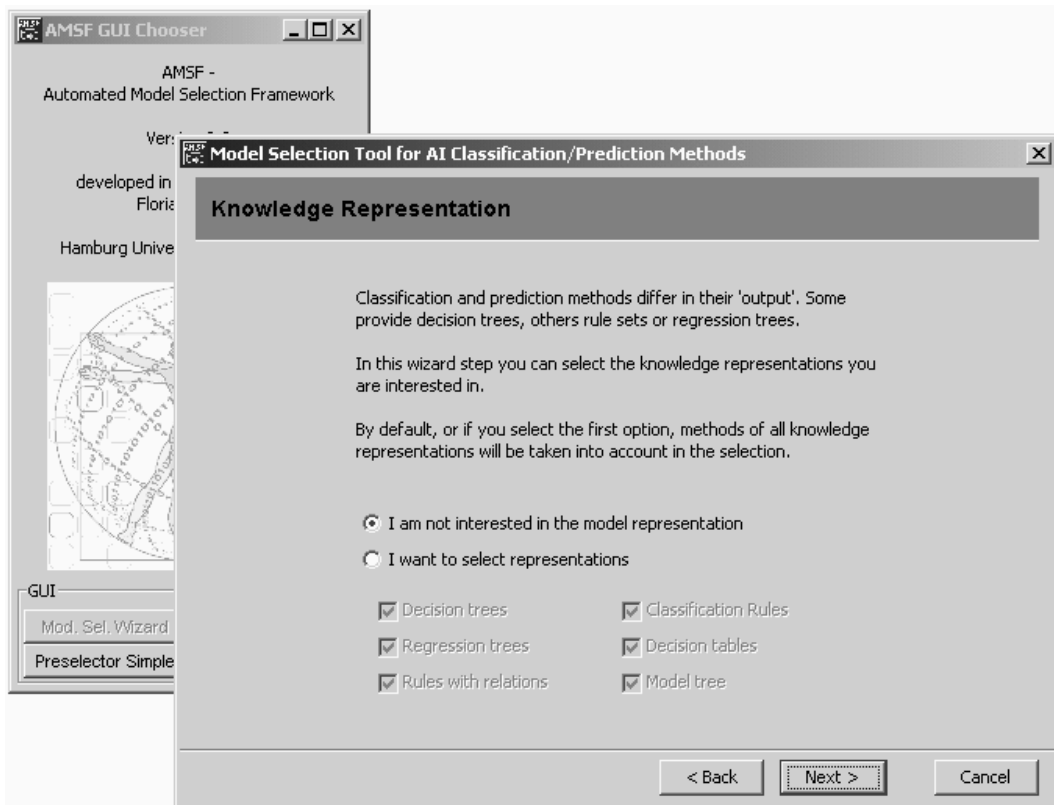 AMSF GUI Chooser
AMSF -
Automated Model Selection Framework
developed in
Hamburg Unive
GUI
Mod. Sel. Wizard
Preselector Simple
Model Selection Tool for AI Classification/Prediction Methods
Knowledge Representation
Classification and prediction methods differ in their 'output'. Some
provide decision trees, others rule sets or regression trees.
In this wizard step you can select the knowledge representations you
are interested in.
By default, or if you select the first option, methods of all knowledge
representations will be taken into account in the selection.
I am not interested in the model representation
I want to select representations
Decision trees
Classification Rules
Regression trees
Decision tables
Rules with relations
Model tree
< Back
Next >
Cancel